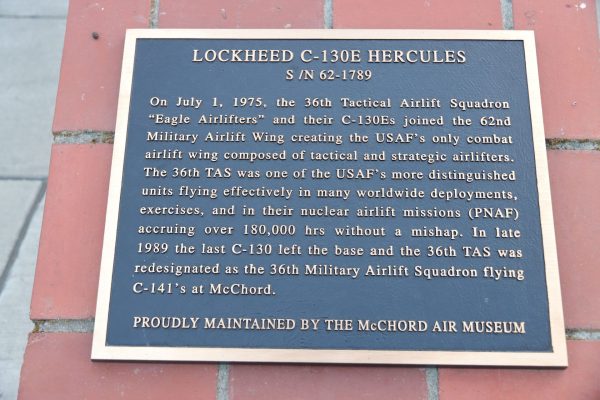 LOCKHEED C-130E HERCULES
S/N 62-1789
On July 1, 1975, the 36th Tactical Airlift Squadron
"Eagle Airlifters" and their C-130Es joined the 62nd
Military Airlift Wing creating the USAF's only combat
airlift wing composed of tactical and strategic airlifters.
The 36th TAS was one of the USAF's more distinguished
units flying effectively in many worldwide deployments,
exercises, and in their nuclear airlift missions (PNAF)
accruing over 180,000 hrs without a mishap. In late
1989 the last C-130 left the base and the 36th TAS was
redesignated as the 36th Military Airlift Squadron flying
C-141's at McChord.
PROUDLY MAINTAINED BY THE McCHORD AIR MUSEUM